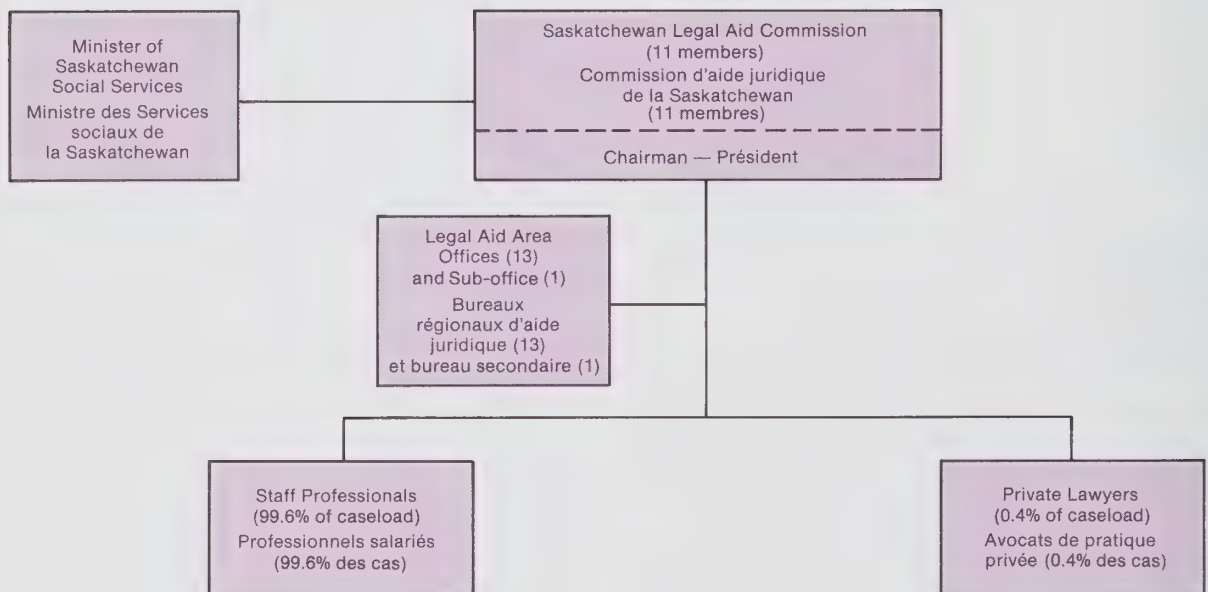 Minister of
Saskatchewan
Social Services
Ministre des Services
sociaux de
la Saskatchewan
Saskatchewan Legal Aid Commission
(11 members)
Commission d'aide juridique
de la Saskatchewan
(11 membres)
Chairman — Président
Legal Aid Area
Offices (13)
and Sub-office (1)
Bureaux
régionaux d'aide
juridique (13)
et bureau secondaire (1)
Staff Professionals
(99.6% of caseload)
Professionnels salariés
(99.6% des cas)
Private Lawyers
(0.4% of caseload)
Avocats de pratique
privée (0.4% des cas)